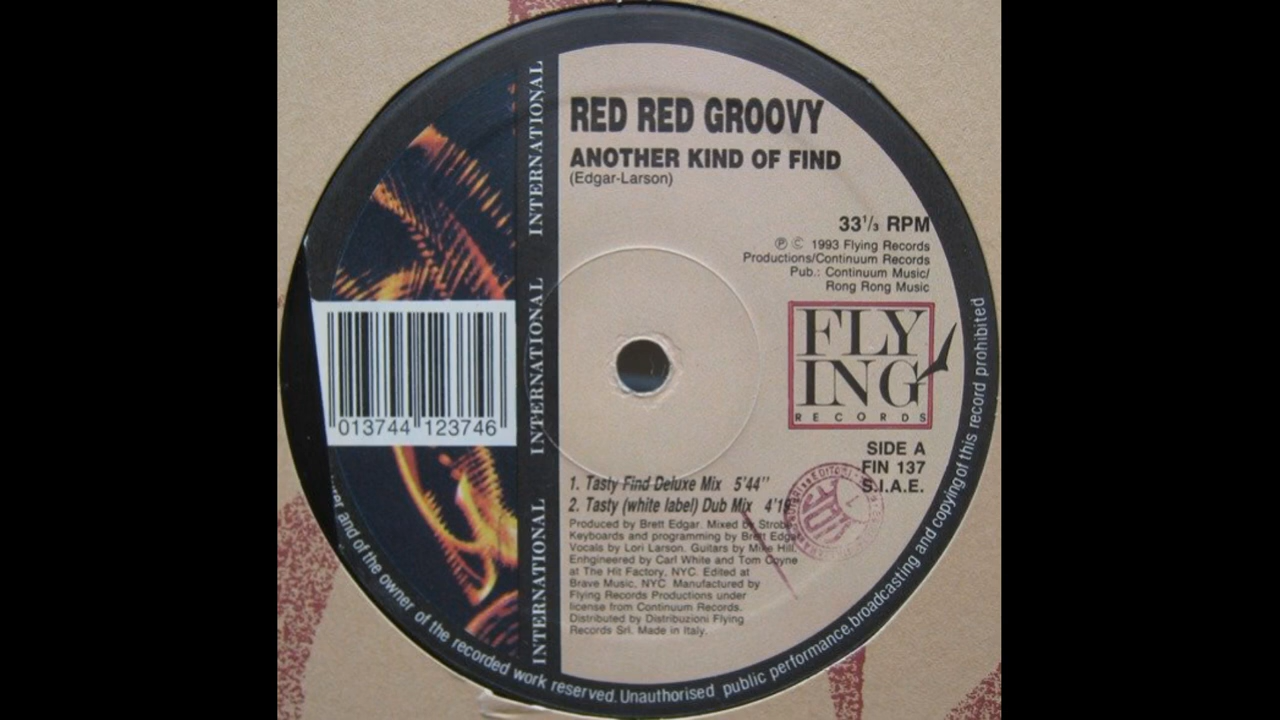 INTERNATIONAL
INTERNATIONAL
INTERNATIONAL
RED RED GROOVY
ANOTHER KIND OF FIND
(Edgar-Larson)
33⅓ RPM
Ⓟ © 1993 Flying Records
Productions/Continuum Records
Pub.: Continuum Music/
Rong Rong Music
FLY
ING
RECORDS
013744 123746
SIDE A
FIN 137
S.I.A.E.
1. Tasty Find Deluxe Mix 5'44''
2. Tasty (white label) Dub Mix
Produced by Brett Edgar. Mixed by Strobe
Keyboards and programming by Brett Edgar
Vocals by Lori Larson. Guitars by Mike Hill.
Enhgineered by Carl White and Tom Coyne
at The Hit Factory, NYC. Edited at
Brave Music, NYC. Manufactured by
Flying Records Productions under
license from Continuum Records.
Distributed by Distribuzioni Flying
Records Srl. Made in Italy.
and of the owner of the recorded work reserved. Unauthorised public performance, broadcasting and copying of this record prohibited